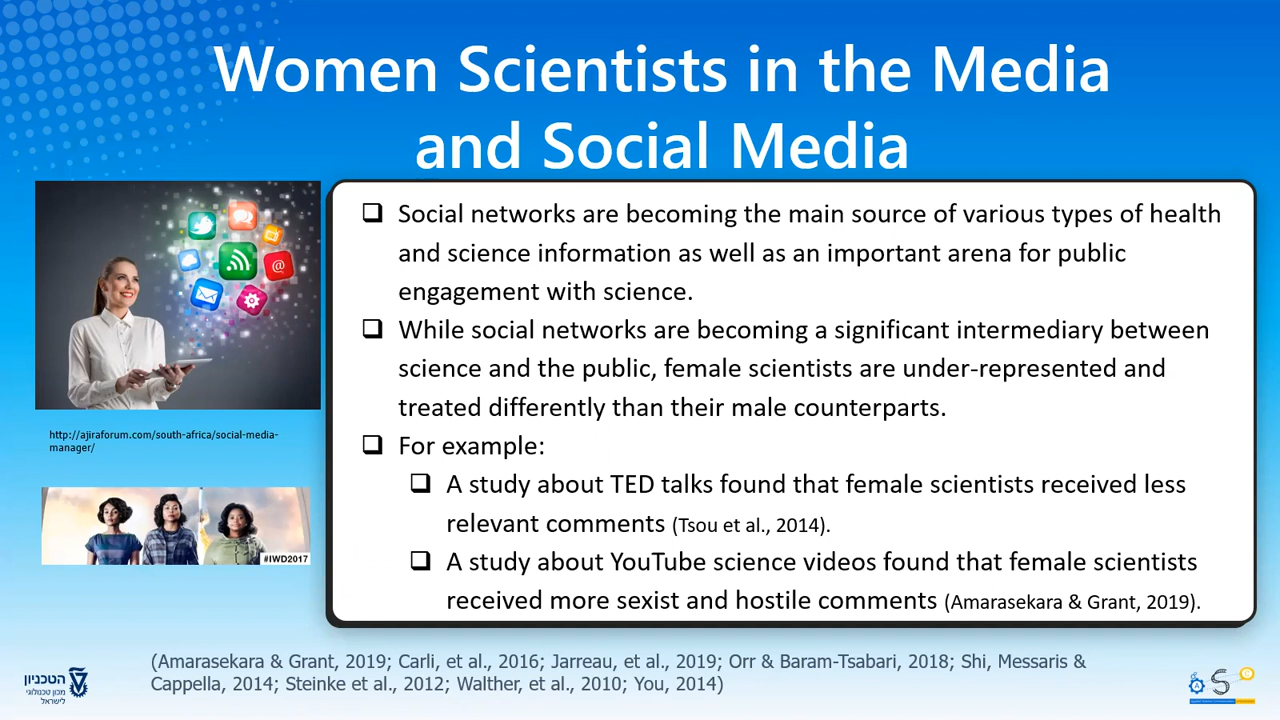 Women Scientists in the Media
and Social Media
❑ Social networks are becoming the main source of various types of health
and science information as well as an important arena for public
engagement with science.
❑ While social networks are becoming a significant intermediary between
science and the public, female scientists are under-represented and
treated differently than their male counterparts.
❑ For example:
❑ A study about TED talks found that female scientists received less
relevant comments (Tsou et al., 2014).
❑ A study about YouTube science videos found that female scientists
received more sexist and hostile comments (Amarasekara & Grant, 2019).
@
http://ajiraforum.com/south-africa/social-media-
manager/
#IWD2017
(Amarasekara & Grant, 2019; Carli, et al., 2016; Jarreau, et al., 2019; Orr & Baram-Tsabari, 2018; Shi, Messaris &
Cappella, 2014; Steinke et al., 2012; Walther, et al., 2010; You, 2014)
הטכניון
מכון טכנולוגי
לישראל